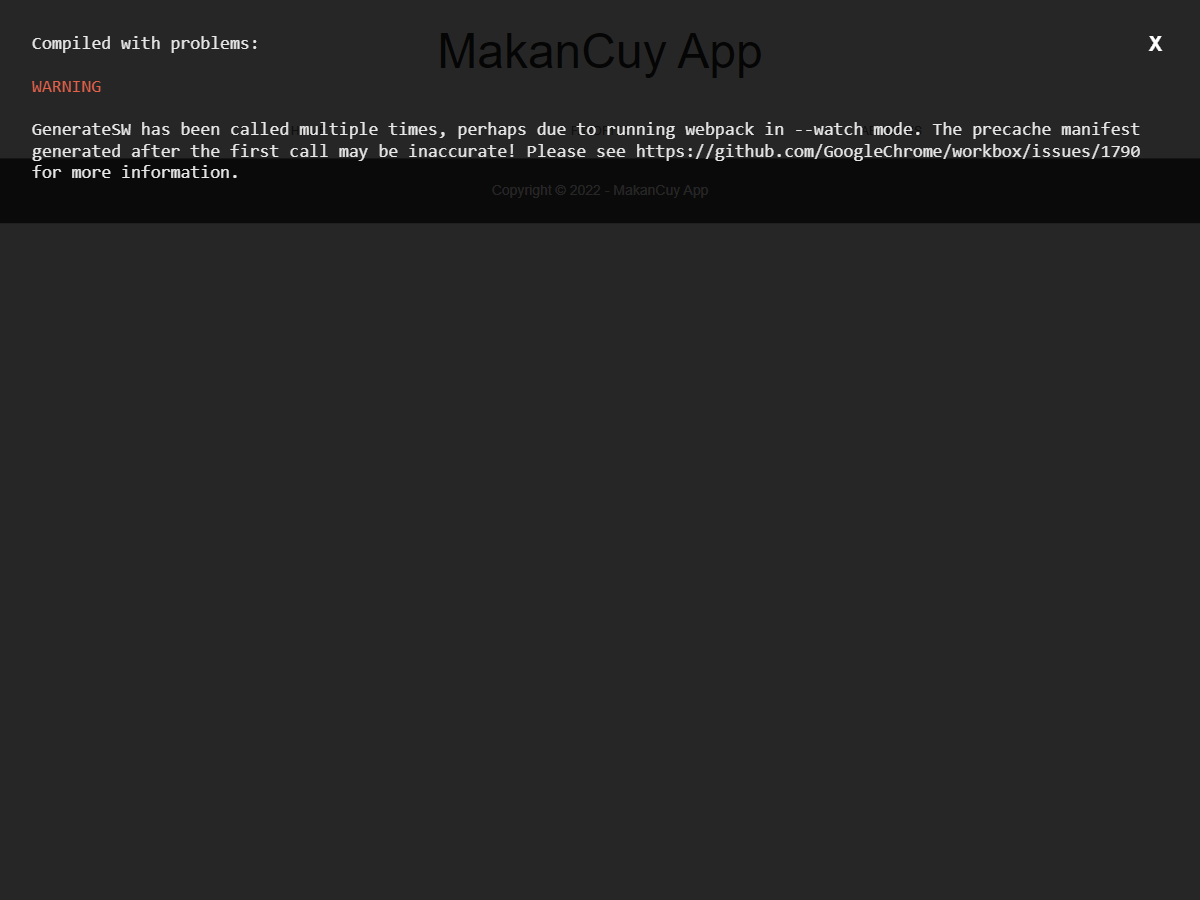 MakanCuy App
Compiled with problems:
X
WARNING
GenerateSW has been called multiple times, perhaps due to running webpack in --watch mode. The precache manifest
generated after the first call may be inaccurate! Please see https://github.com/GoogleChrome/workbox/issues/1790
for more information.
Copyright © 2022 - MakanCuy App